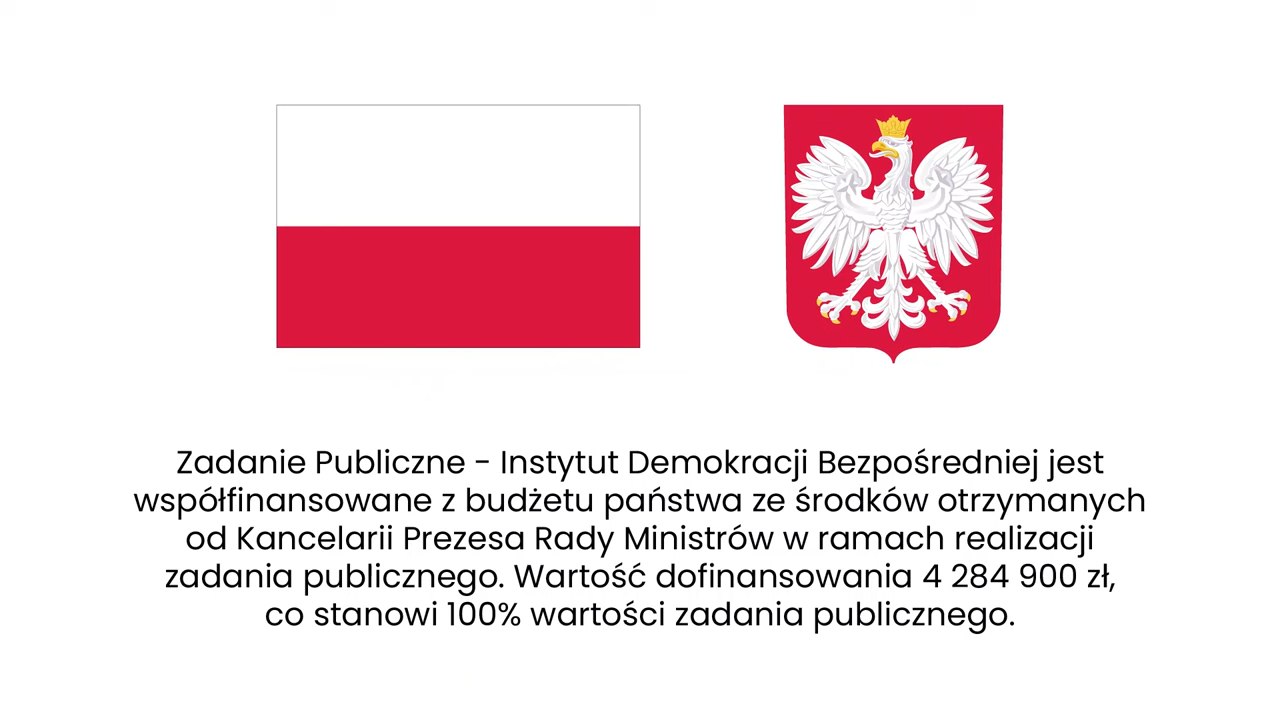 Zadanie Publiczne - Instytut Demokracji Bezpośredniej jest
współfinansowane z budżetu państwa ze środków otrzymanych
od Kancelarii Prezesa Rady Ministrów w ramach realizacji
zadania publicznego. Wartość dofinansowania 4 284 900 zł,
co stanowi 100% wartości zadania publicznego.